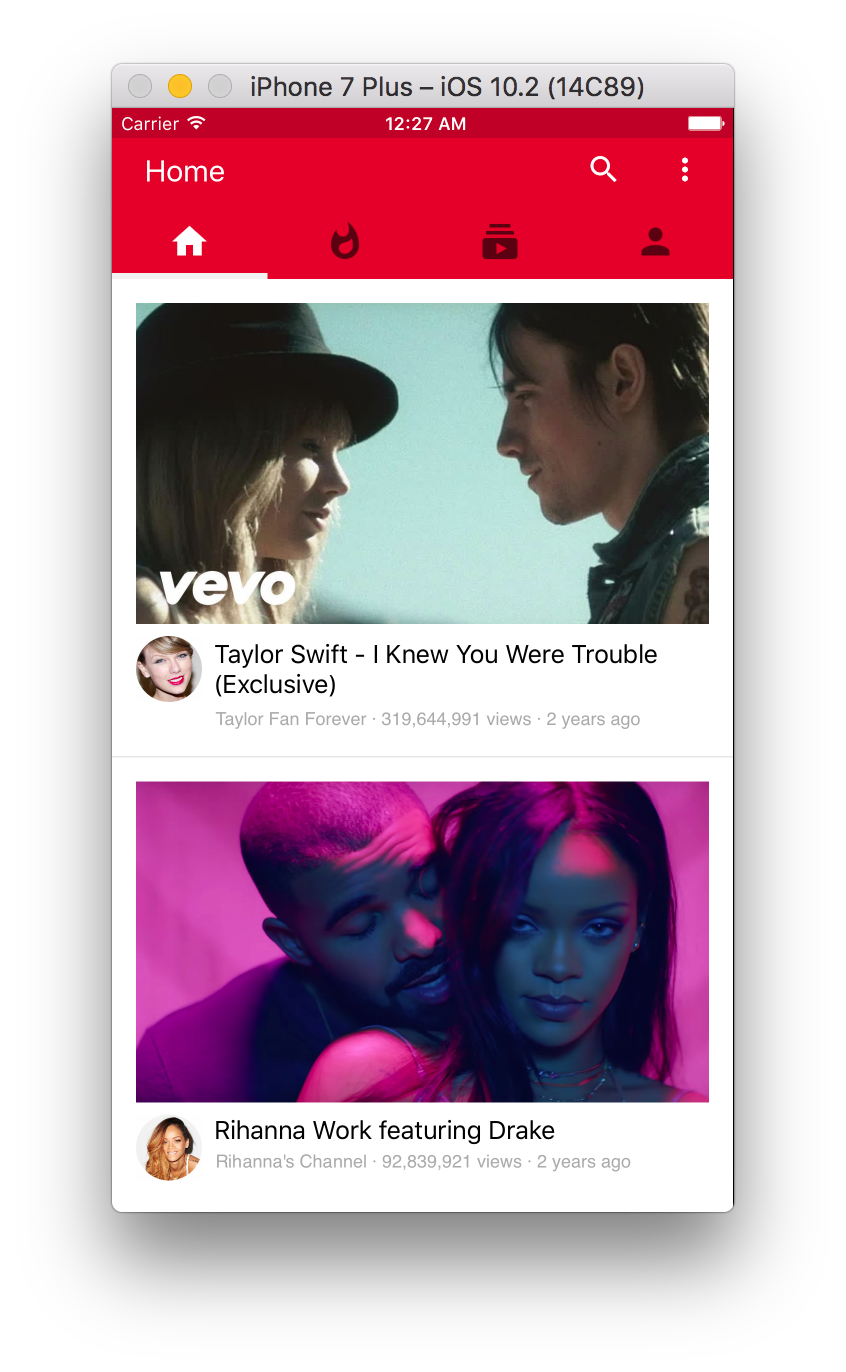 iPhone 7 Plus – iOS 10.2 (14C89)
Carrier 12:27 AM
Home
vevo
Taylor Swift - I Knew You Were Trouble
(Exclusive)
Taylor Fan Forever · 319,644,991 views · 2 years ago
Rihanna Work featuring Drake
Rihanna's Channel · 92,839,921 views · 2 years ago